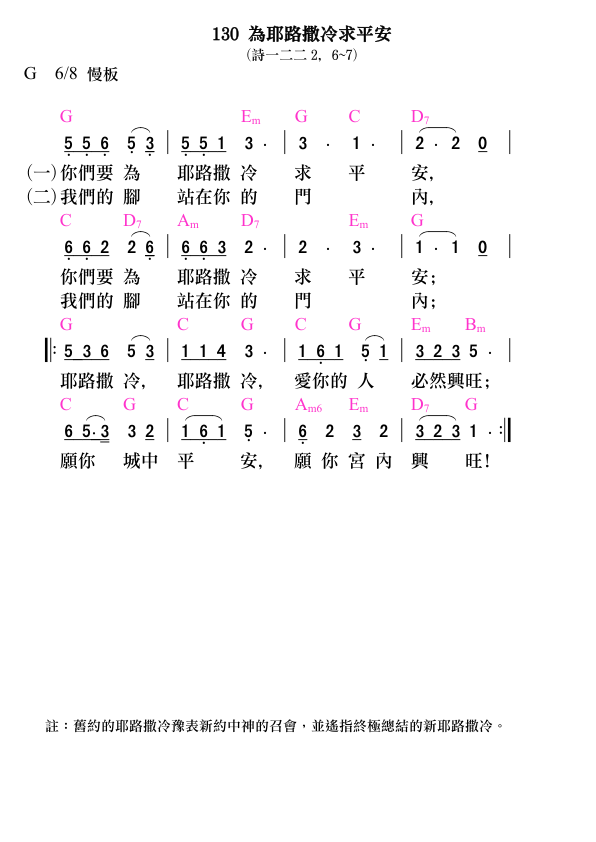 130 為耶路撒冷求平安
(詩一二二 2, 6~7)
G 6/8 慢板
G Em G C D7
5 5 6 5 3 | 5 5 1 3 · | 3 · 1 · | 2 · 2 0 |
(一)你們要 為 耶路撒 冷 求 平 安,
(二)我們的 腳 站在你 的 門 內,
C D7 Am D7 Em G
6 6 2 2 6 | 6 6 3 2 · | 2 · 3 · | 1 · 1 0 |
你們要 為 耶路撒 冷 求 平 安;
我們的 腳 站在你 的 門 內;
G C G C G Em Bm
‖: 5 3 6 5 3 | 1 1 4 3 · | 1 6 1 5 1 | 3 2 3 5 · |
耶路撒 冷, 耶路撒 冷, 愛你的 人 必然興旺;
C G C G Am6 Em D7 G
6 5· 3 3 2 | 1 6 1 5 · | 6 2 3 2 | 3 2 3 1 · :‖
願你 城中 平 安, 願 你 宮 內 興 旺!
註:舊約的耶路撒冷豫表新約中神的召會,並遙指終極總結的新耶路撒冷。